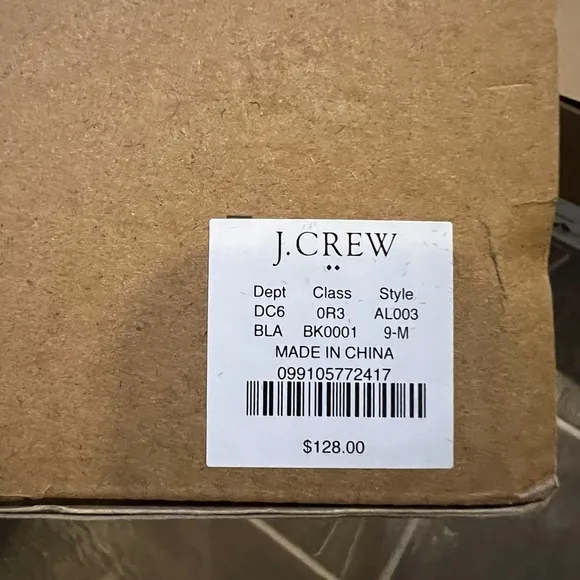 J.CREW
Dept Class Style
DC6 0R3 AL003
BLA BK0001 9-M
MADE IN CHINA
099105772417
$128.00